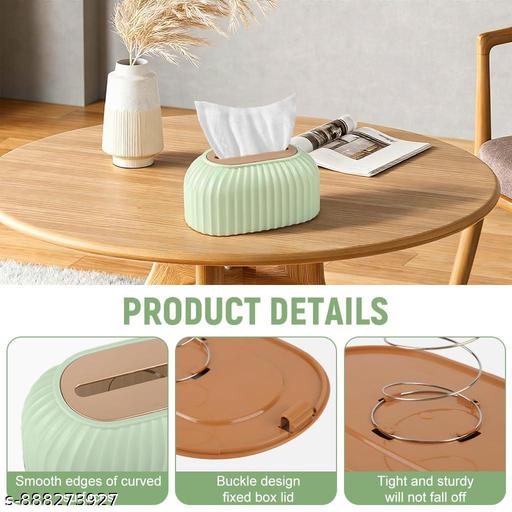 PRODUCT DETAILS
Smooth edges of curved
Buckle design
fixed box lid
Tight and sturdy
will not fall off
s-888273927